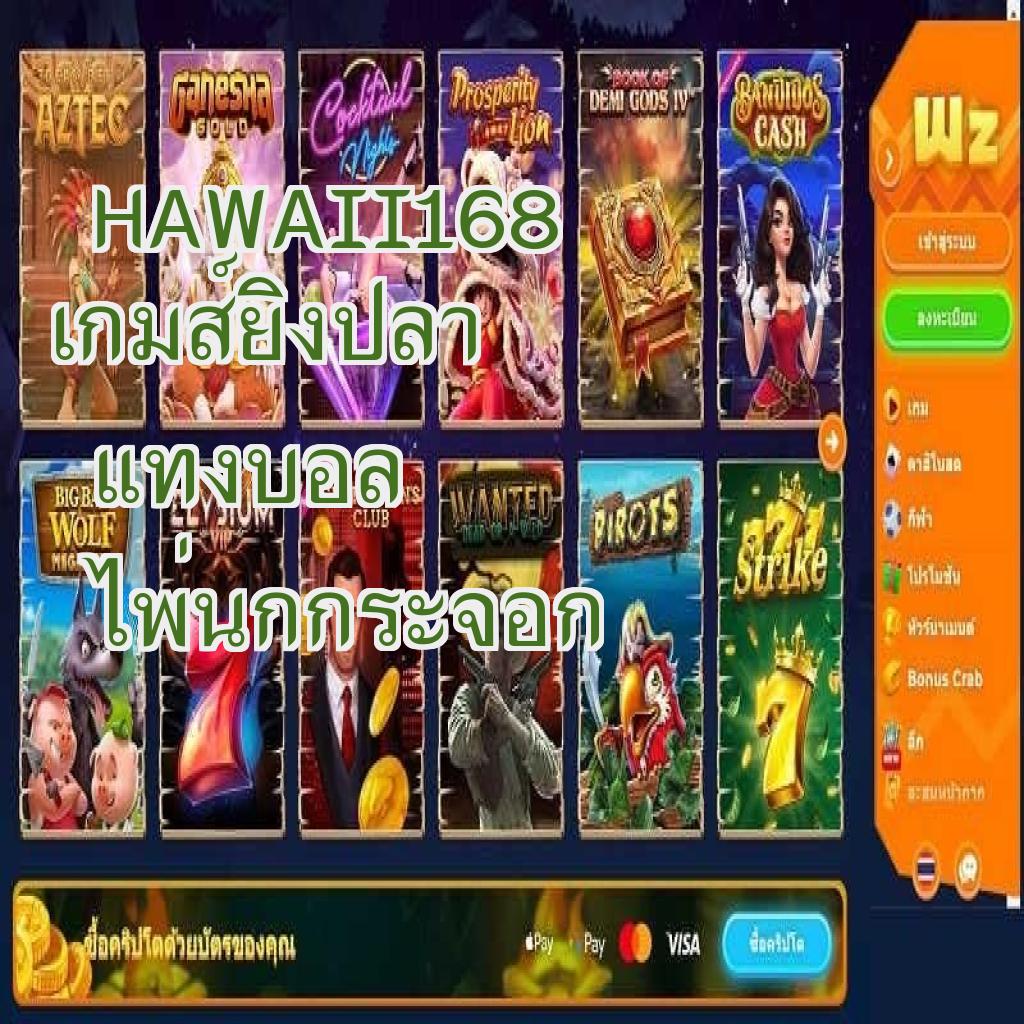 AZTEC
Ganesha
GOLD
Cocktail
Nights
Prosperity
Lion
BOOK OF
DEMI GODS IV
BANDIDOS
CASH
Wz
HAWAII168
เกมส์ยิงปลา
แทงบอล
ไพ่นกกระจอก
เข้าสู่ระบบ
ลงทะเบียน
เกม
คาสิโนสด
กีฬา
โปรโมชั่น
ทัวร์นาเมนต์
Bonus Crab
ลีก
สะสมหน้ากาก
WOLF
ELYSIUM
VIP
CLUB
WANTED
DEAD OR A WILD
PIROTS
777
Strike
ซื้อคริปโตด้วยบัตรของคุณ
Pay
Pay
VISA
ซื้อคริปโต